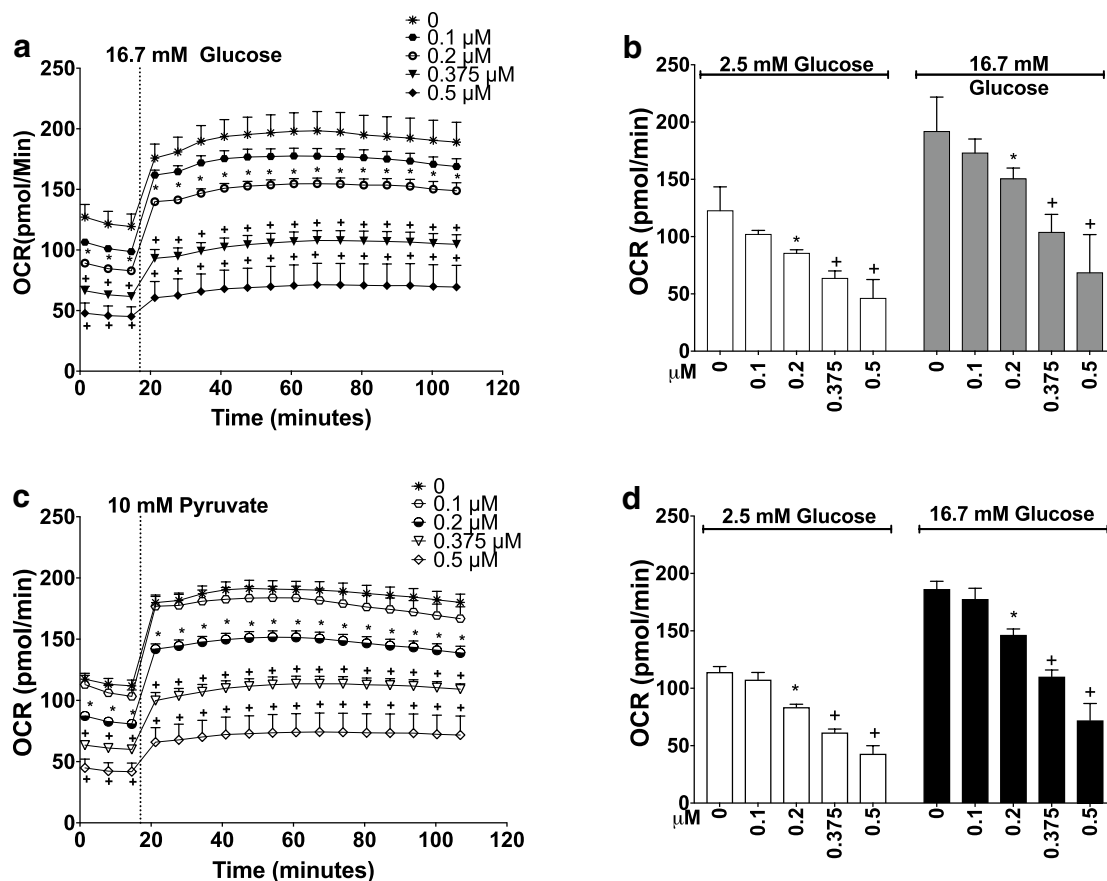 a
0
0.1 µM
0.2 µM
0.375 µM
0.5 µM
16.7 mM Glucose
OCR(pmol/Min)
250
200
150
100
50
0
0 20 40 60 80 100 120
Time (minutes)
b
2.5 mM Glucose
16.7 mM
Glucose
OCR (pmol/min)
250
200
150
100
50
0
* + + * + +
µM
0 0.1 0.2 0.375 0.5 0 0.1 0.2 0.375 0.5
c
0
0.1 µM
0.2 µM
0.375 µM
0.5 µM
10 mM Pyruvate
OCR (pmol/min)
250
200
150
100
50
0
0 20 40 60 80 100 120
Time (minutes)
d
2.5 mM Glucose
16.7 mM Glucose
OCR (pmol/min)
250
200
150
100
50
0
* + + * + +
µM
0 0.1 0.2 0.375 0.5 0 0.1 0.2 0.375 0.5